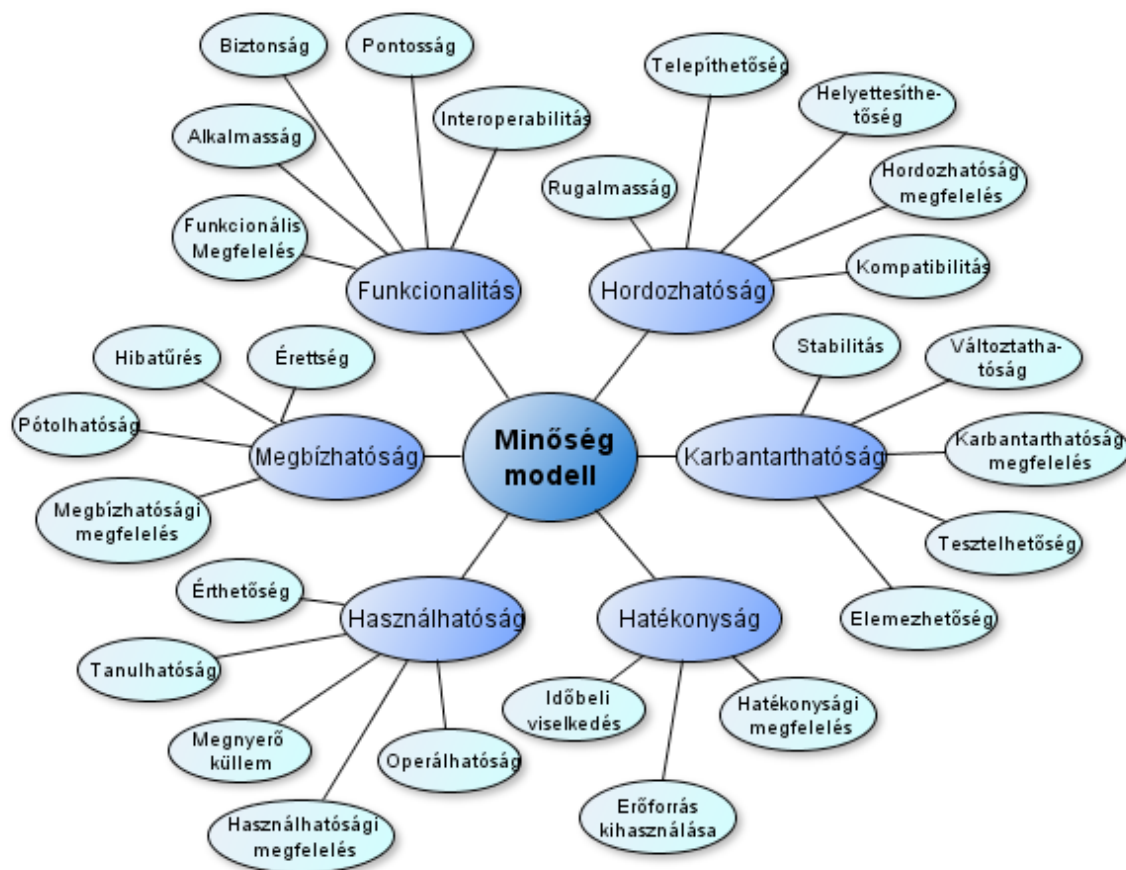 Biztonság
Pontosság
Telepíthetőség
Helyettesíthe-
tőség
Interoperabilitás
Alkalmasság
Rugalmasság
Hordozhatóság
megfelelés
Funkcionális
Megfelelés
Kompatibilitás
Funkcionalitás
Hordozhatóság
Stabilitás
Változtatha-
tóság
Hibatűrés
Érettség
Pótolhatóság
Megbízhatóság
Minőség
modell
Karbantarthatóság
Karbantarthatóság
megfelelés
Megbízhatósági
megfelelés
Tesztelhetőség
Érthetőség
Használhatóság
Hatékonyság
Elemezhetőség
Tanulhatóság
Időbeli
viselkedés
Hatékonysági
megfelelés
Megnyerő
küllem
Operálhatóság
Használhatósági
megfelelés
Erőforrás
kihasználása